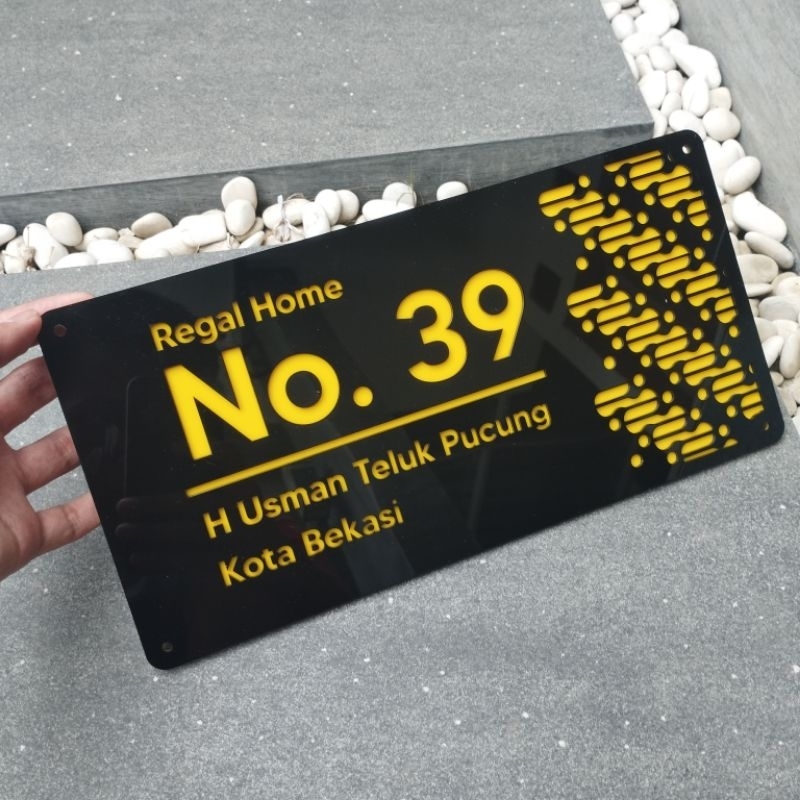 Regal Home
No. 39
H Usman Teluk Pucung
Kota Bekasi